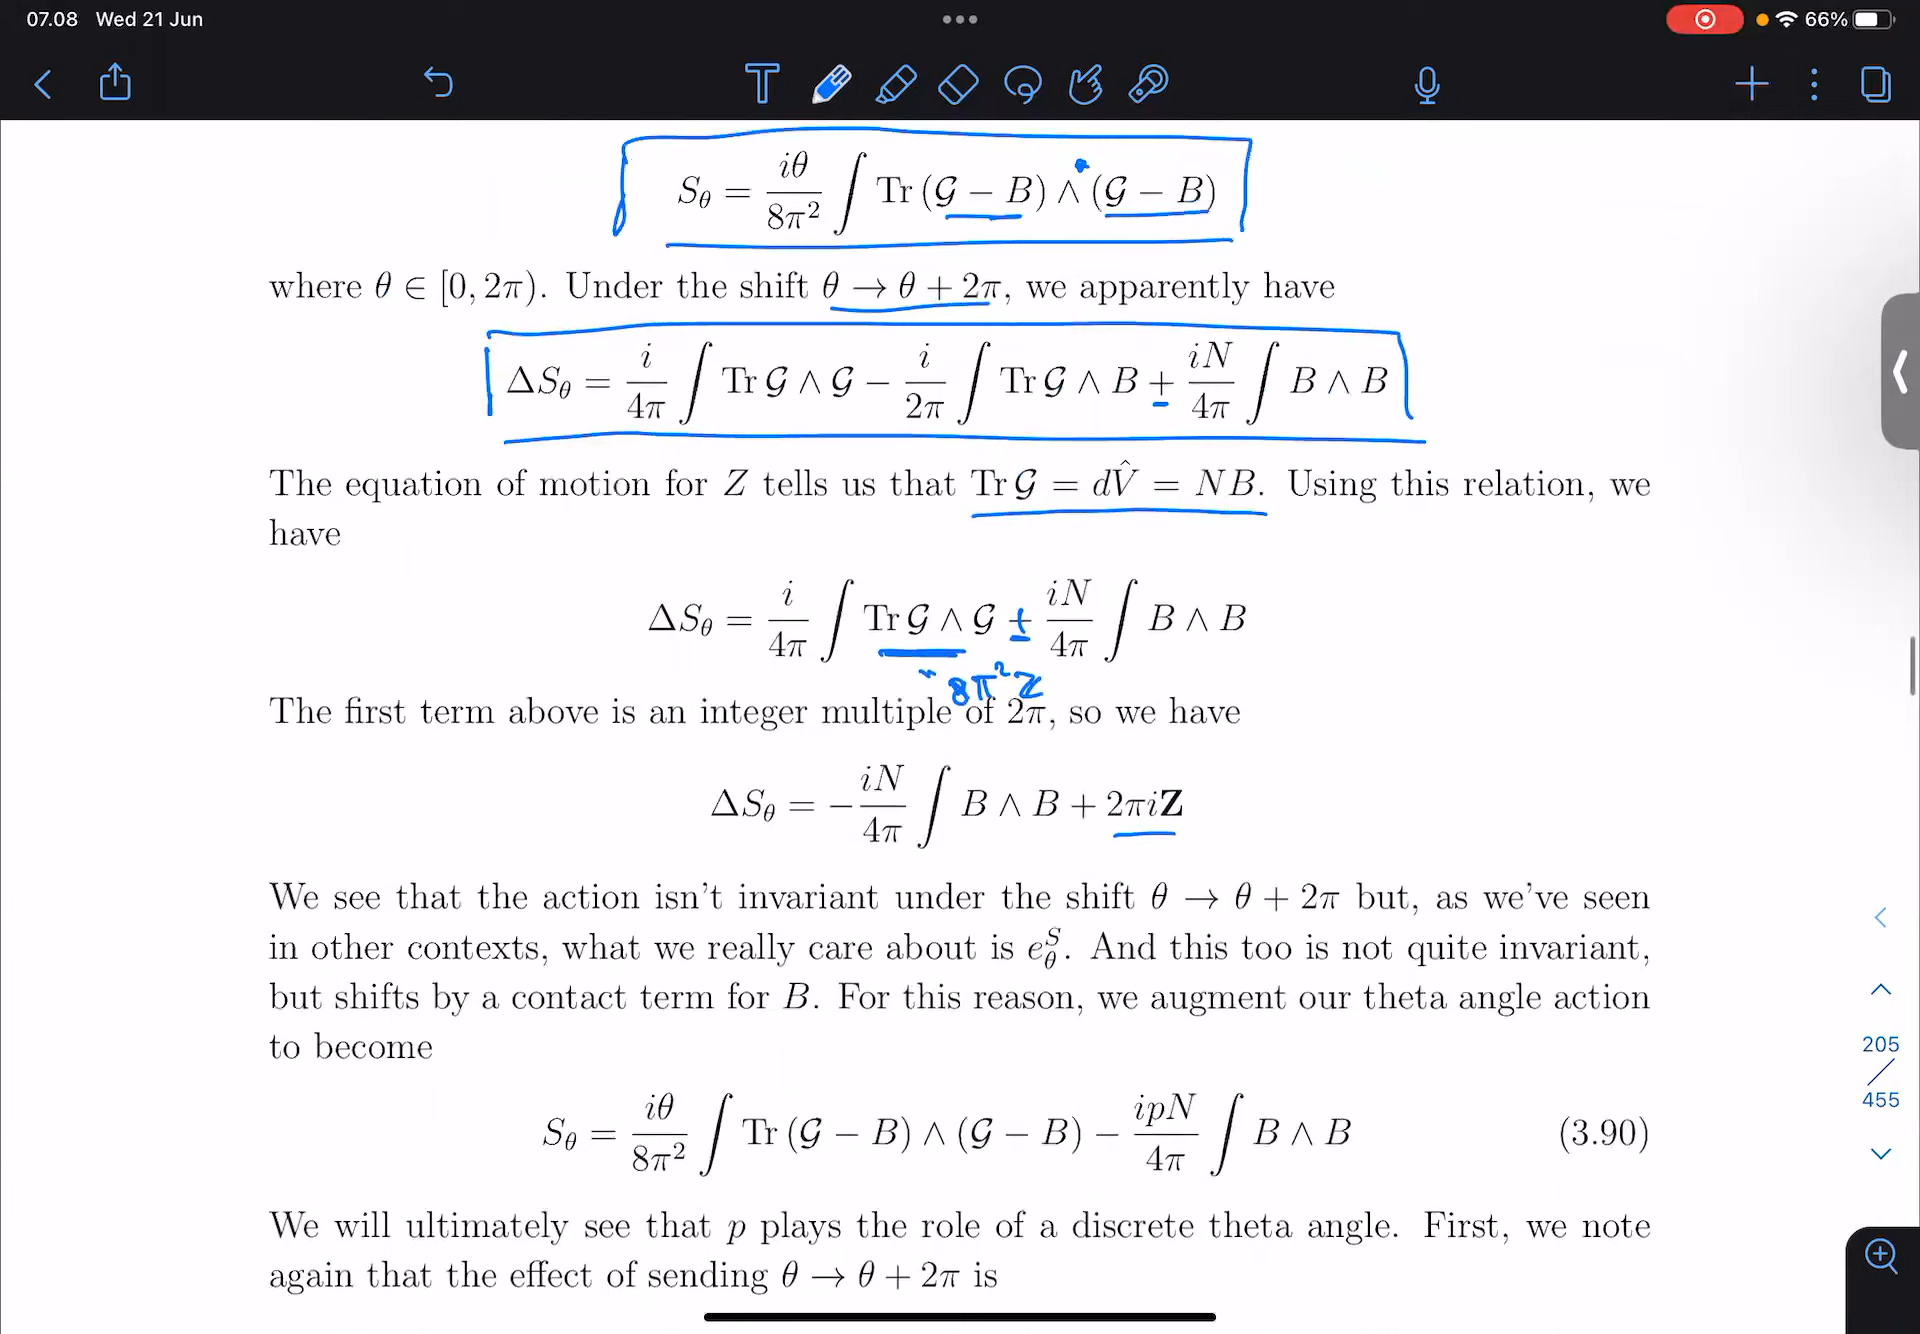 07.08 Wed 21 Jun
66%
S_θ = iθ/8π² ∫ Tr (𝒢 − B) ∧ (𝒢 − B)
where θ ∈ [0, 2π). Under the shift θ → θ + 2π, we apparently have
ΔS_θ = i/4π ∫ Tr 𝒢 ∧ 𝒢 − i/2π ∫ Tr 𝒢 ∧ B + iN/4π ∫ B ∧ B
The equation of motion for Z tells us that Tr 𝒢 = dV̂ = NB. Using this relation, we
have
ΔS_θ = i/4π ∫ Tr 𝒢 ∧ 𝒢 + iN/4π ∫ B ∧ B
8π² Z
The first term above is an integer multiple of 2π, so we have
ΔS_θ = − iN/4π ∫ B ∧ B + 2πi𝐙
We see that the action isn't invariant under the shift θ → θ + 2π but, as we've seen
in other contexts, what we really care about is e^S_θ. And this too is not quite invariant,
but shifts by a contact term for B. For this reason, we augment our theta angle action
to become
S_θ = iθ/8π² ∫ Tr (𝒢 − B) ∧ (𝒢 − B) − ipN/4π ∫ B ∧ B (3.90)
We will ultimately see that p plays the role of a discrete theta angle. First, we note
again that the effect of sending θ → θ + 2π is
205
/
455